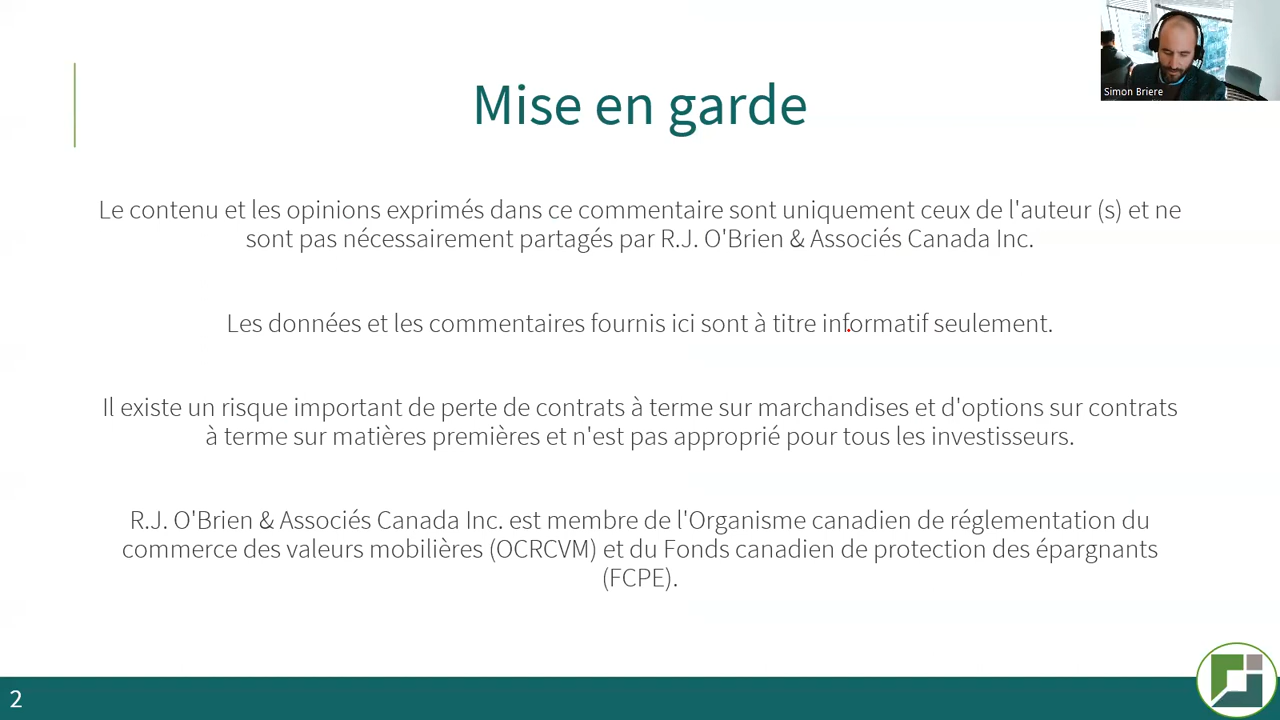 Simon Briere
Mise en garde
Le contenu et les opinions exprimés dans ce commentaire sont uniquement ceux de l'auteur (s) et ne
sont pas nécessairement partagés par R.J. O'Brien & Associés Canada Inc.
Les données et les commentaires fournis ici sont à titre informatif seulement.
Il existe un risque important de perte de contrats à terme sur marchandises et d'options sur contrats
à terme sur matières premières et n'est pas approprié pour tous les investisseurs.
R.J. O'Brien & Associés Canada Inc. est membre de l'Organisme canadien de réglementation du
commerce des valeurs mobilières (OCRCVM) et du Fonds canadien de protection des épargnants
(FCPE).
2